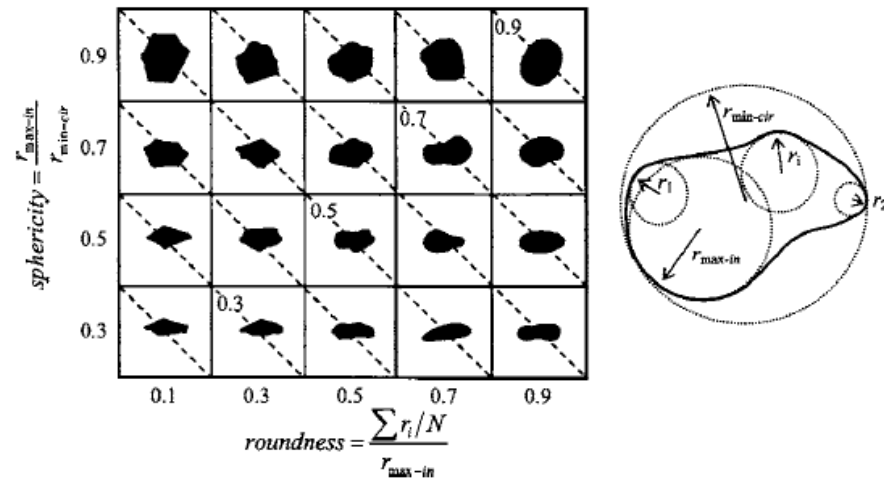 sphericity = r_max-in / r_min-cir
0.9
0.7
0.5
0.3
0.9
0.7
0.5
0.3
0.1 0.3 0.5 0.7 0.9
roundness = ∑ r_i/N / r_max-in
r_min-cir
r_i
r_1
r_2
r_max-in